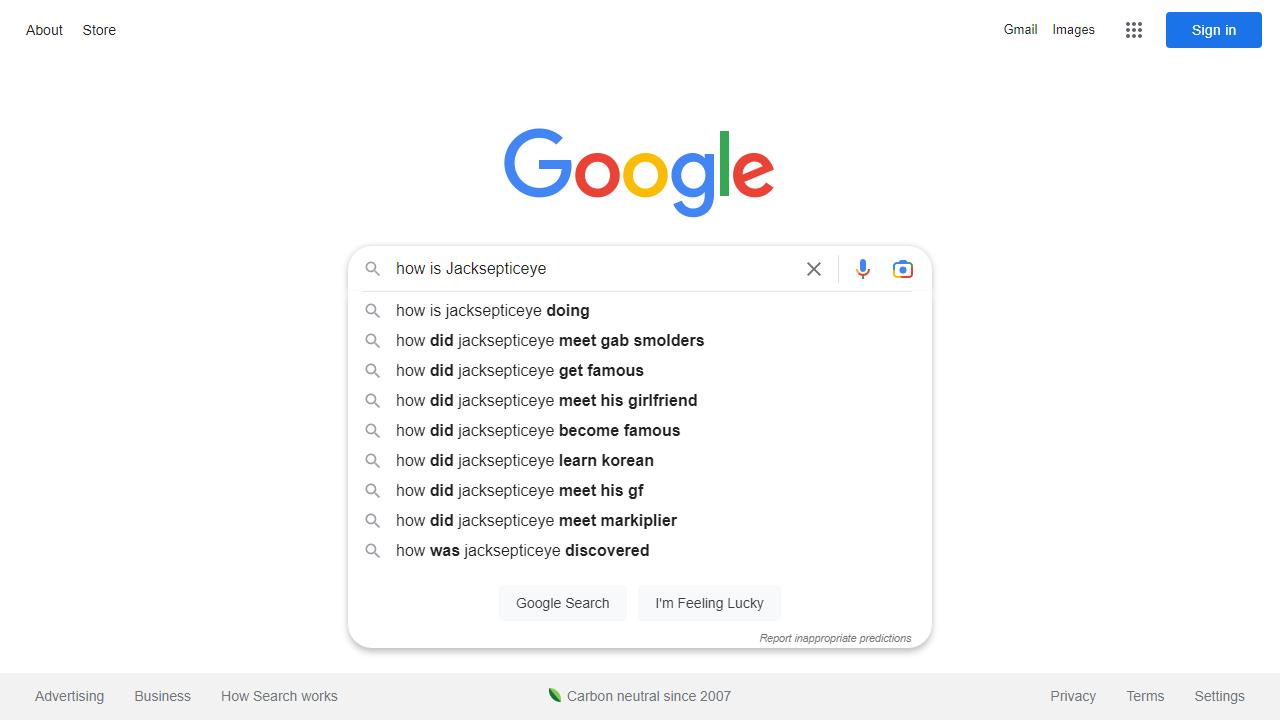 About Store Gmail Images Sign in
Google
how is Jacksepticeye
how is jacksepticeye doing
how did jacksepticeye meet gab smolders
how did jacksepticeye get famous
how did jacksepticeye meet his girlfriend
how did jacksepticeye become famous
how did jacksepticeye learn korean
how did jacksepticeye meet his gf
how did jacksepticeye meet markiplier
how was jacksepticeye discovered
Google Search I'm Feeling Lucky
Report inappropriate predictions
Advertising Business How Search works Carbon neutral since 2007 Privacy Terms Settings